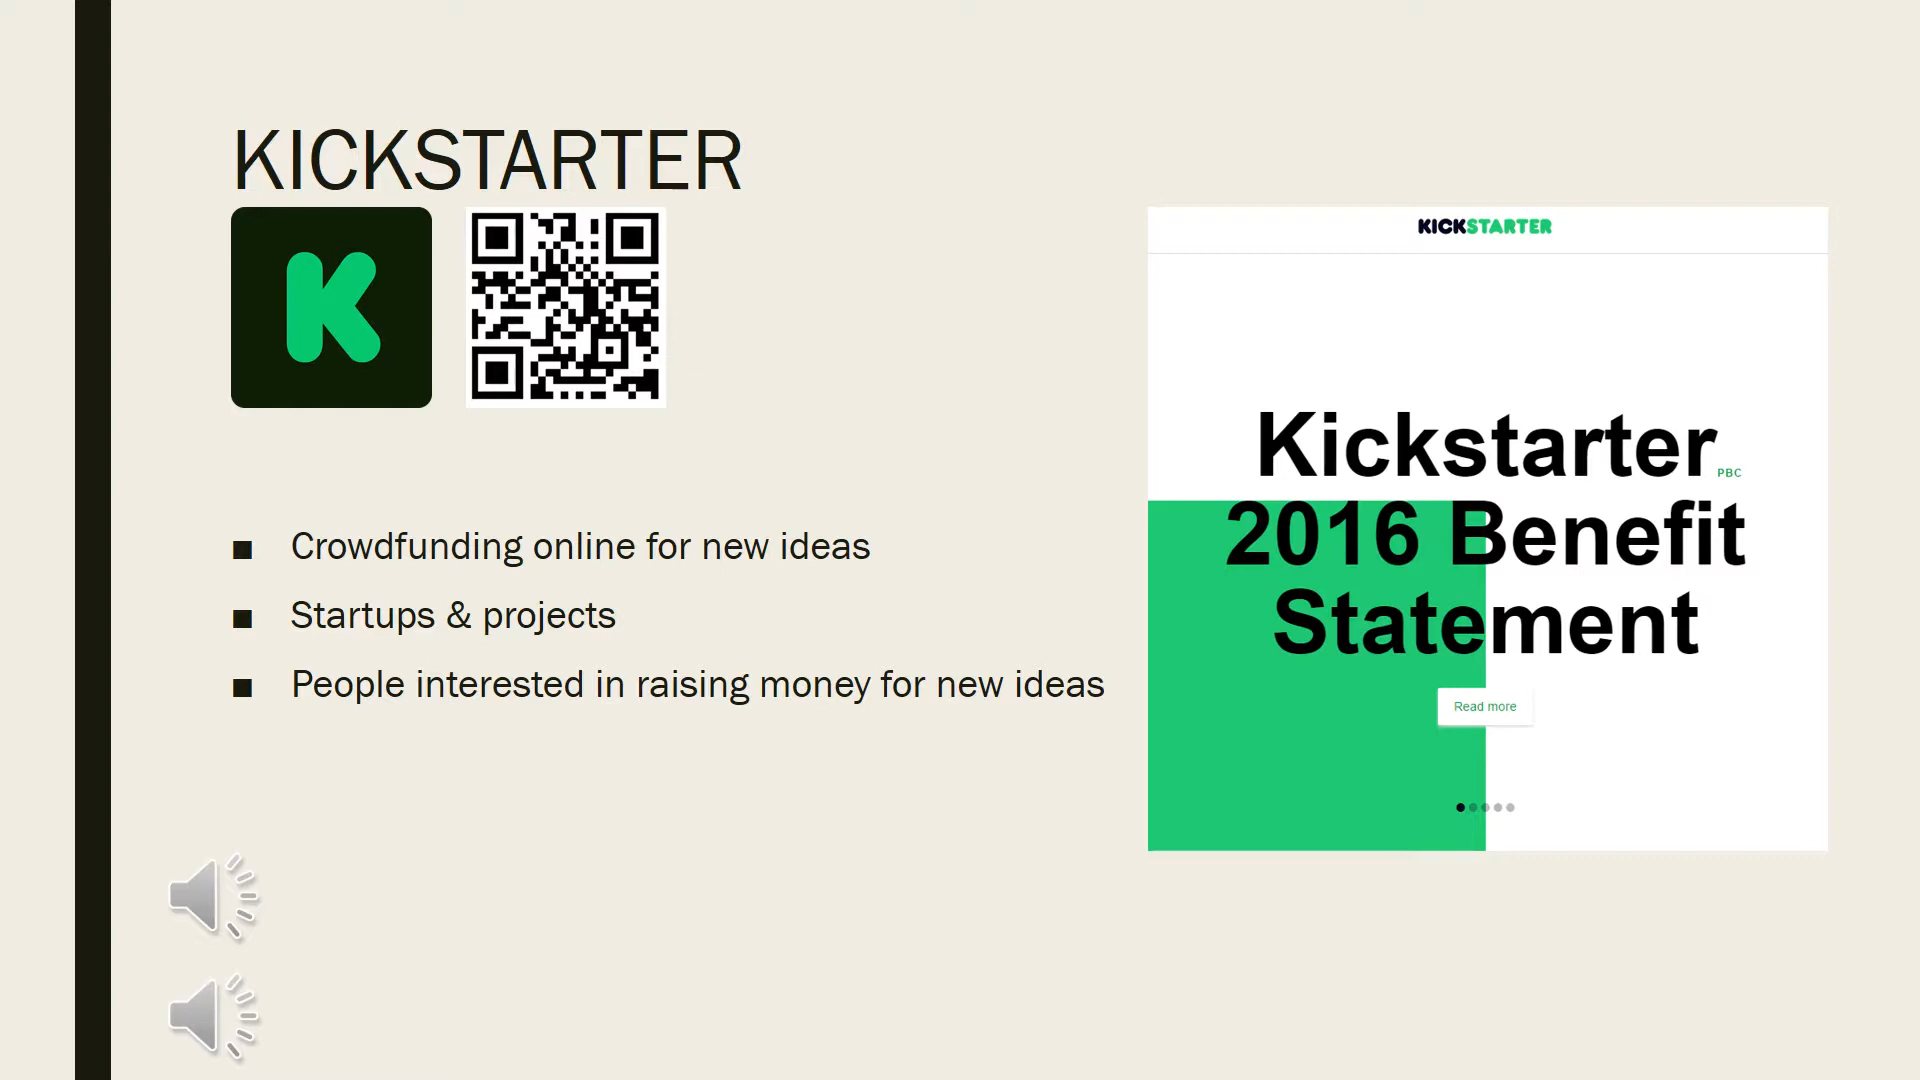 KICKSTARTER
K
Crowdfunding online for new ideas
Startups & projects
People interested in raising money for new ideas
KICKSTARTER
Kickstarter PBC
2016 Benefit
Statement
Read more